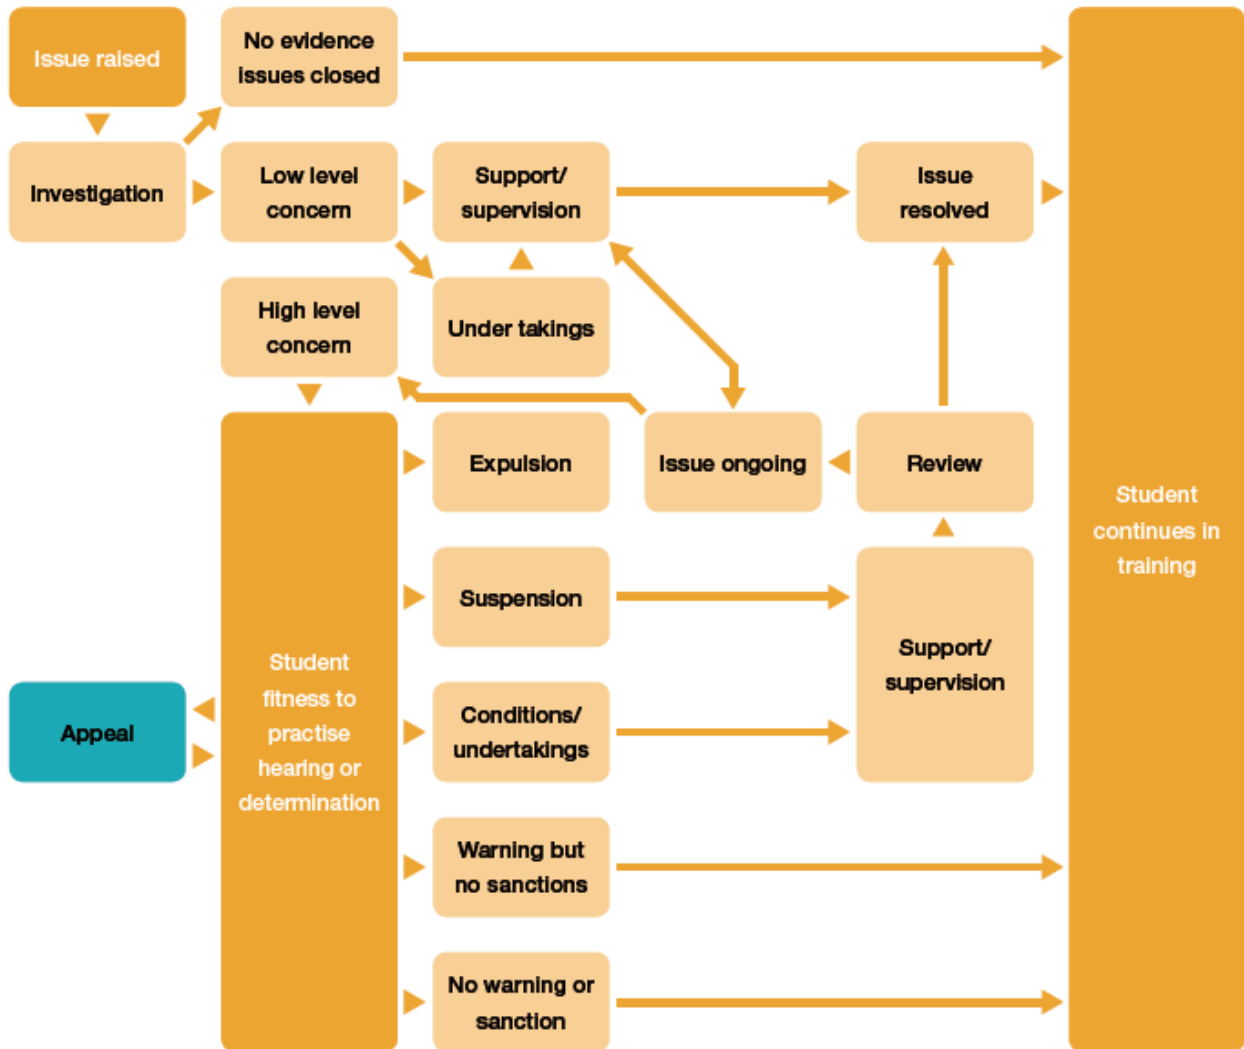 Issue raised
No evidence
issues closed
Investigation
Low level
concern
Support/
supervision
Issue
resolved
High level
concern
Under takings
Expulsion
Issue ongoing
Review
Student
continues in
training
Suspension
Support/
supervision
Student
fitness to
practise
hearing or
determination
Appeal
Conditions/
undertakings
Warning but
no sanctions
No warning or
sanction